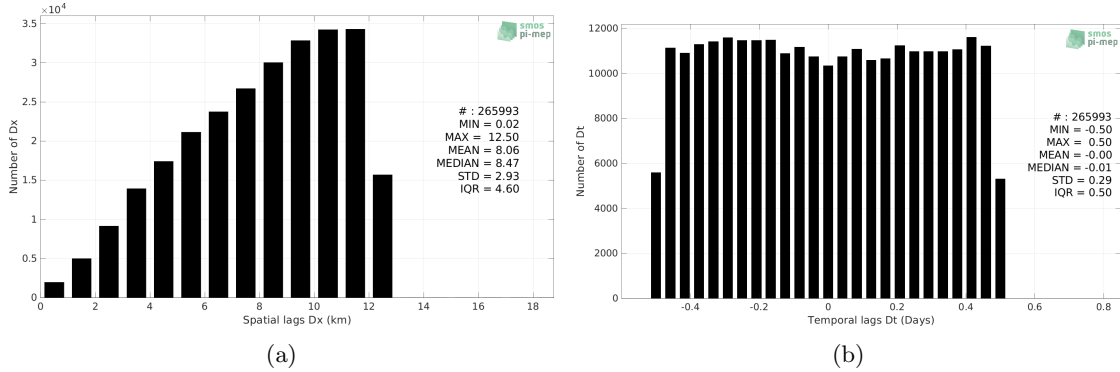 ×10⁴
3.5
3
2.5
2
1.5
1
0.5
0
Number of Dx
0 2 4 6 8 10 12 14 16 18
Spatial lags Dx (km)
smos
pi-mep
# : 265993
MIN = 0.02
MAX = 12.50
MEAN = 8.06
MEDIAN = 8.47
STD = 2.93
IQR = 4.60
(a)
12000
10000
8000
6000
4000
2000
0
Number of Dt
-0.4 -0.2 0 0.2 0.4 0.6 0.8
Temporal lags Dt (Days)
smos
pi-mep
# : 265993
MIN = -0.50
MAX = 0.50
MEAN = -0.00
MEDIAN = -0.01
STD = 0.29
IQR = 0.50
(b)